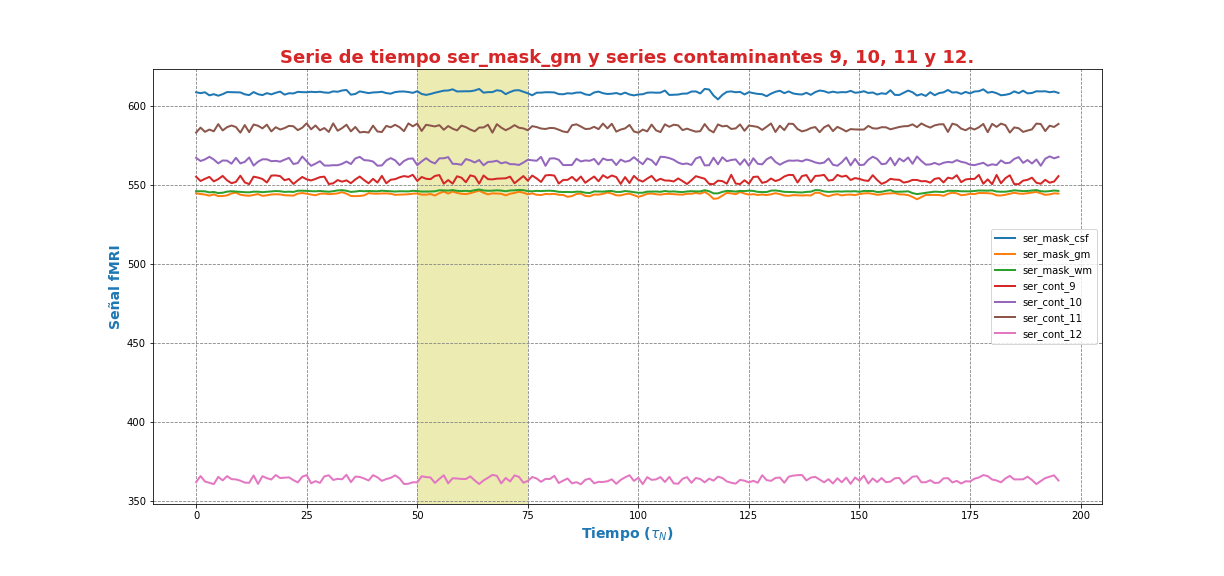 Serie de tiempo ser_mask_gm y series contaminantes 9, 10, 11 y 12.
600
550
500
450
400
350
Señal fMRI
ser_mask_csf
ser_mask_gm
ser_mask_wm
ser_cont_9
ser_cont_10
ser_cont_11
ser_cont_12
0 25 50 75 100 125 150 175 200
Tiempo (τ_N)